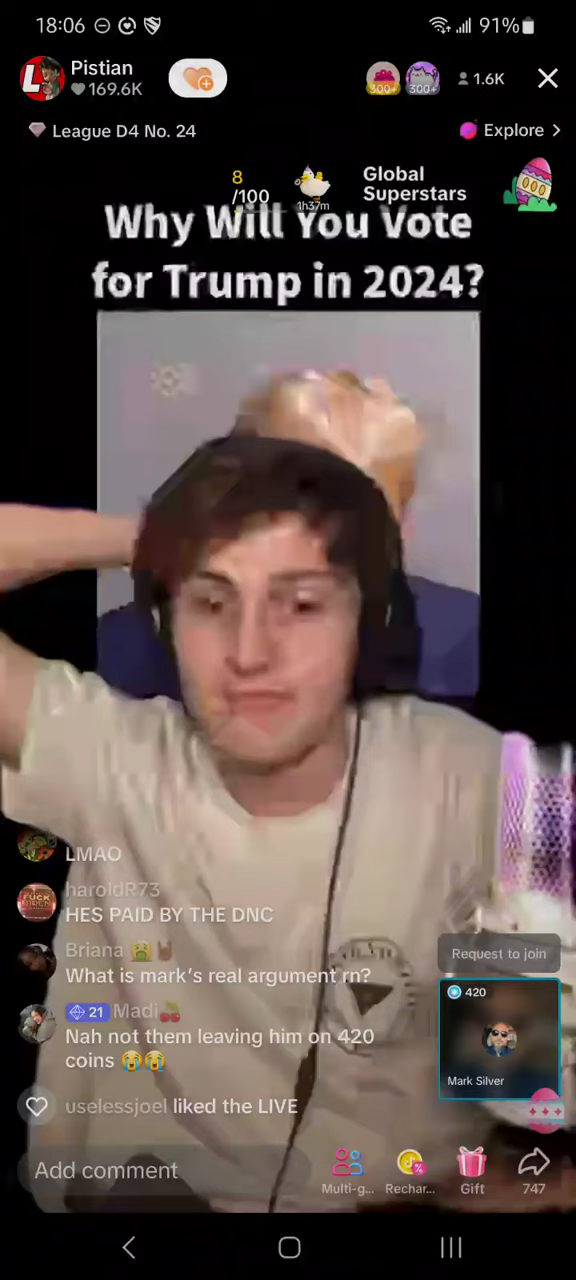 18:06
91%
Pistian
169.6K
300+
300+
1.6K
League D4 No. 24
Explore >
8
/100
1h37m
Global
Superstars
Why Will You Vote
for Trump in 2024?
LMAO
haroldR73
HES PAID BY THE DNC
Briana
What is mark's real argument rn?
21 Madi
Nah not them leaving him on 420
coins
uselessjoel liked the LIVE
Request to join
420
Mark Silver
Add comment
Multi-g...
Rechar...
Gift
747